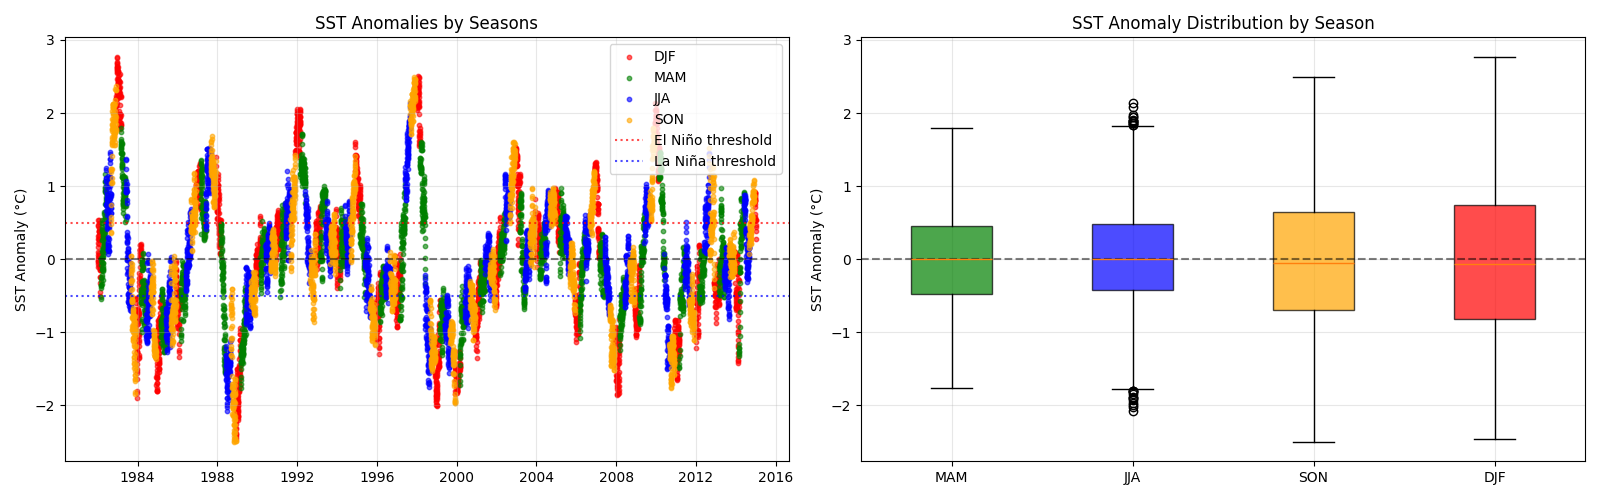 SST Anomalies by Seasons
SST Anomaly (°C)
3
2
1
0
−1
−2
1984 1988 1992 1996 2000 2004 2008 2012 2016
DJF
MAM
JJA
SON
El Niño threshold
La Niña threshold
SST Anomaly Distribution by Season
SST Anomaly (°C)
3
2
1
0
−1
−2
MAM JJA SON DJF